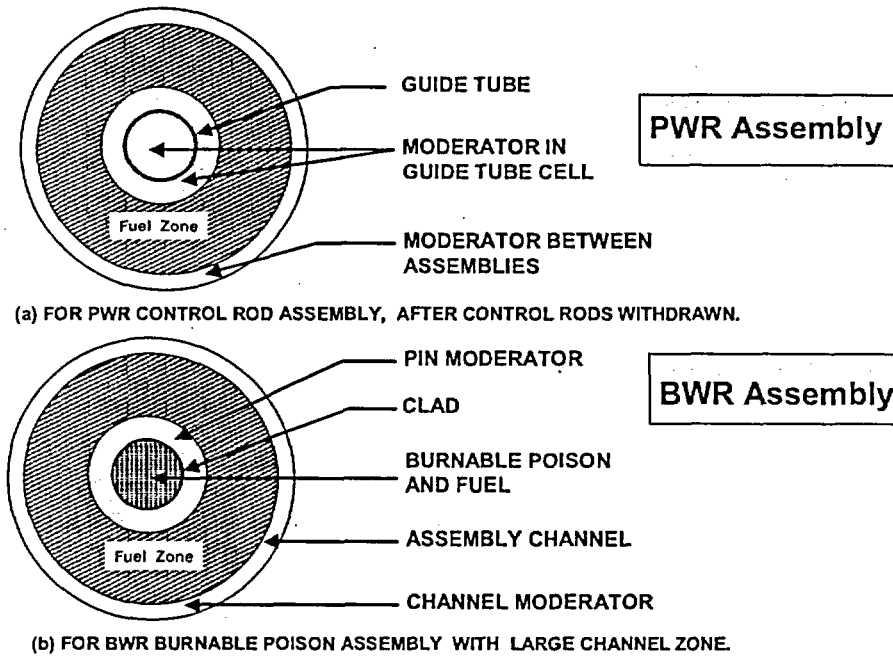 GUIDE TUBE
PWR Assembly
MODERATOR IN
GUIDE TUBE CELL
Fuel Zone
MODERATOR BETWEEN
ASSEMBLIES
(a) FOR PWR CONTROL ROD ASSEMBLY, AFTER CONTROL RODS WITHDRAWN.
PIN MODERATOR
BWR Assembly
CLAD
BURNABLE POISON
AND FUEL
ASSEMBLY CHANNEL
Fuel Zone
CHANNEL MODERATOR
(b) FOR BWR BURNABLE POISON ASSEMBLY WITH LARGE CHANNEL ZONE.